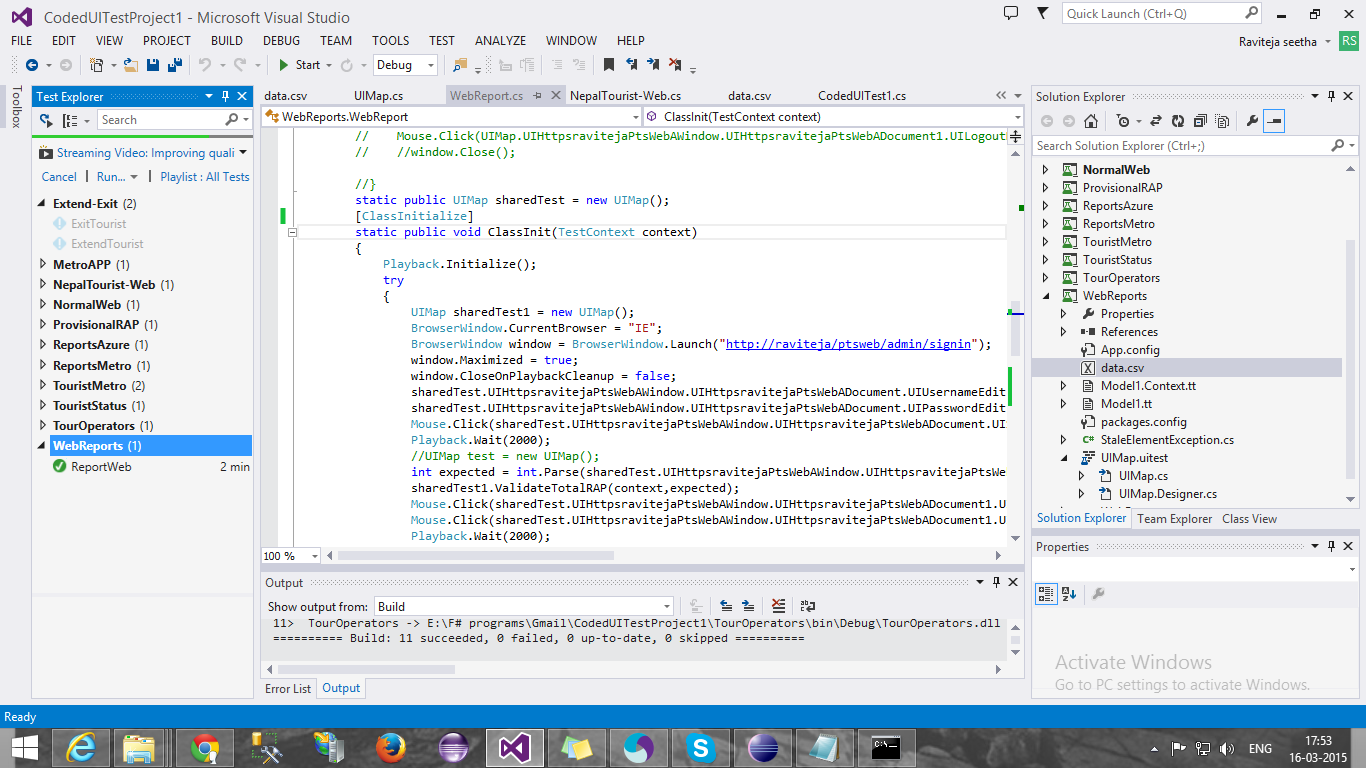 CodedUITestProject1 - Microsoft Visual Studio
Quick Launch (Ctrl+Q)
FILE EDIT VIEW PROJECT BUILD DEBUG TEAM TOOLS TEST ANALYZE WINDOW HELP
Raviteja seetha RS
Start Debug
Toolbox
Test Explorer
Search
Streaming Video: Improving quali
Cancel Run... Playlist : All Tests
Extend-Exit (2)
ExitTourist
ExtendTourist
MetroAPP (1)
NepalTourist-Web (1)
NormalWeb (1)
ProvisionalRAP (1)
ReportsAzure (1)
ReportsMetro (1)
TouristMetro (2)
TouristStatus (1)
TourOperators (1)
WebReports (1)
ReportWeb 2 min
data.csv UIMap.cs WebReport.cs NepalTourist-Web.cs data.csv CodedUITest1.cs
WebReports.WebReport ClassInit(TestContext context)
// Mouse.Click(UIMap.UIHttpsravitejaPtsWebAWindow.UIHttpsravitejaPtsWebADocument1.UILogout
// //window.Close();
//}
static public UIMap sharedTest = new UIMap();
[ClassInitialize]
static public void ClassInit(TestContext context)
{
Playback.Initialize();
try
{
UIMap sharedTest1 = new UIMap();
BrowserWindow.CurrentBrowser = "IE";
BrowserWindow window = BrowserWindow.Launch("http://raviteja/ptsweb/admin/signin");
window.Maximized = true;
window.CloseOnPlaybackCleanup = false;
sharedTest.UIHttpsravitejaPtsWebAWindow.UIHttpsravitejaPtsWebADocument.UIUsernameEdit
sharedTest.UIHttpsravitejaPtsWebAWindow.UIHttpsravitejaPtsWebADocument.UIPasswordEdit
Mouse.Click(sharedTest.UIHttpsravitejaPtsWebAWindow.UIHttpsravitejaPtsWebADocument.UI
Playback.Wait(2000);
//UIMap test = new UIMap();
int expected = int.Parse(sharedTest.UIHttpsravitejaPtsWebAWindow.UIHttpsravitejaPtsWe
sharedTest1.ValidateTotalRAP(context,expected);
Mouse.Click(sharedTest.UIHttpsravitejaPtsWebAWindow.UIHttpsravitejaPtsWebADocument1.U
Mouse.Click(sharedTest.UIHttpsravitejaPtsWebAWindow.UIHttpsravitejaPtsWebADocument1.U
Playback.Wait(2000);
100 %
Output
Show output from: Build
11> TourOperators -> E:\F# programs\Gmail\CodedUITestProject1\TourOperators\bin\Debug\TourOperators.dll
========== Build: 11 succeeded, 0 failed, 0 up-to-date, 0 skipped ==========
Error List Output
Solution Explorer
Search Solution Explorer (Ctrl+;)
NormalWeb
ProvisionalRAP
ReportsAzure
ReportsMetro
TouristMetro
TouristStatus
TourOperators
WebReports
Properties
References
App.config
data.csv
Model1.Context.tt
Model1.tt
packages.config
StaleElementException.cs
UIMap.uitest
UIMap.cs
UIMap.Designer.cs
Solution Explorer Team Explorer Class View
Properties
Activate Windows
Go to PC settings to activate Windows.
Ready
ENG
17:53
16-03-2015